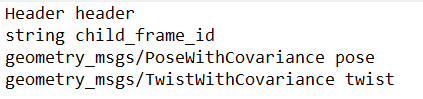 Header header
string child_frame_id
geometry_msgs/PoseWithCovariance pose
geometry_msgs/TwistWithCovariance twist